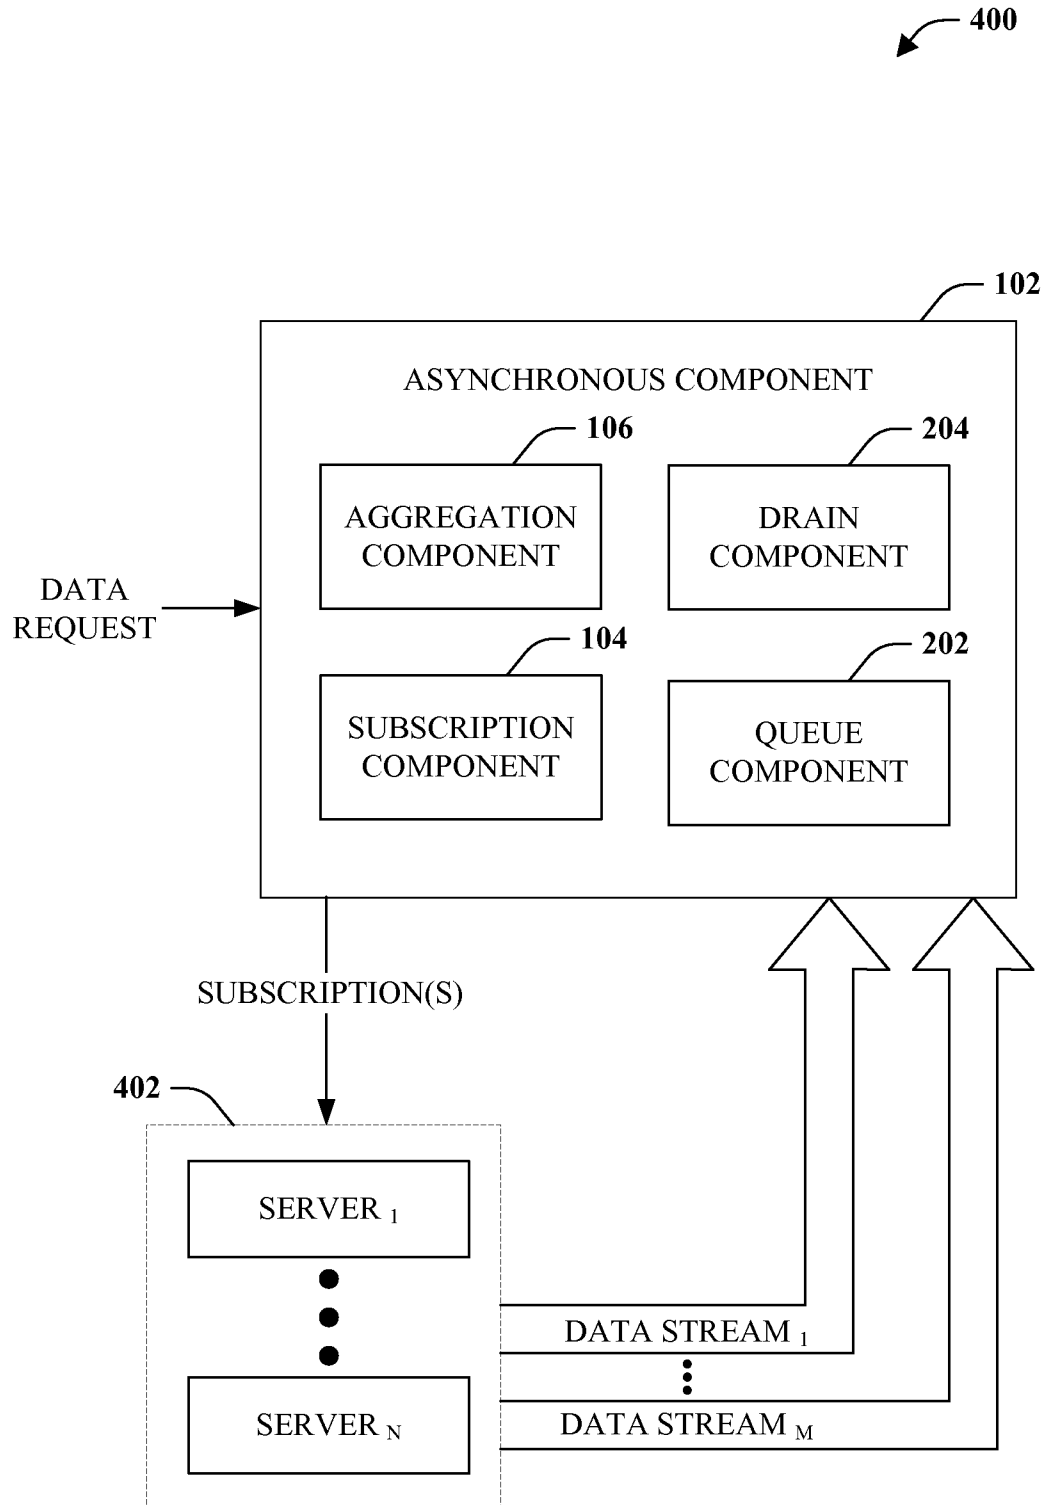 400
102
ASYNCHRONOUS COMPONENT
106
204
AGGREGATION
COMPONENT
DRAIN
COMPONENT
DATA
REQUEST
104
202
SUBSCRIPTION
COMPONENT
QUEUE
COMPONENT
SUBSCRIPTION(S)
402
SERVER 1
DATA STREAM 1
SERVER N
DATA STREAM M